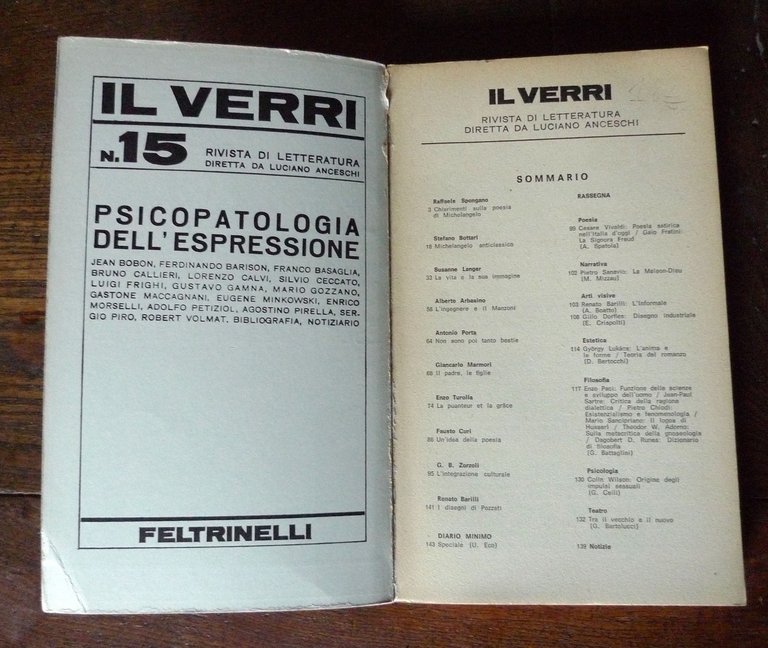 IL VERRI
N.15 RIVISTA DI LETTERATURA
DIRETTA DA LUCIANO ANCESCHI
PSICOPATOLOGIA
DELL'ESPRESSIONE
JEAN BOBON, FERDINANDO BARISON, FRANCO BASAGLIA,
BRUNO CALLIERI, LORENZO CALVI, SILVIO CECCATO,
LUIGI FRIGHI, GUSTAVO GAMNA, MARIO GOZZANO,
GASTONE MACCAGNANI, EUGENE MINKOWSKI, ENRICO
MORSELLI, ADOLFO PETIZIOL, AGOSTINO PIRELLA, SER-
GIO PIRO, ROBERT VOLMAT. BIBLIOGRAFIA, NOTIZIARIO
FELTRINELLI
IL VERRI
RIVISTA DI LETTERATURA
DIRETTA DA LUCIANO ANCESCHI
SOMMARIO
Raffaele Spongano
3 Chiarimenti sulla poesia
di Michelangelo
Stefano Bottari
18 Michelangelo anticlassico
Susanne Langer
33 La vita e la sua immagine
Alberto Arbasino
56 L'ingegnere e il Manzoni
Antonio Porta
64 Non sono poi tanto bestie
Giancarlo Marmori
68 Il padre, le figlie
Enzo Turolla
74 La puanteur et la grâce
Fausto Curi
86 Un'idea della poesia
G. B. Zorzoli
95 L'integrazione culturale
Renato Barilli
141 I disegni di Pozzati
DIARIO MINIMO
143 Speciale (U. Eco)
RASSEGNA
Poesia
99 Cesare Vivaldi: Poesia satirica
nell'Italia d'oggi / Gaio Fratini:
La Signora Freud
(A. Spatola)
Narrativa
102 Pietro Sanavio: La Maison-Dieu
(M. Mizzau)
Arti visive
103 Renato Barilli: L'Informale
(A. Boatto)
108 Gillo Dorfles: Disegno industriale
(E. Crispolti)
Estetica
114 György Lukács: L'anima e
le forme / Teoria del romanzo
(D. Bertocchi)
Filosofia
117 Enzo Paci: Funzione delle scienze
e sviluppo dell'uomo / Jean-Paul
Sartre: Critica della ragione
dialettica / Pietro Chiodi:
Esistenzialismo e fenomenologia /
Mario Sancipriano: Il logos di
Husserl / Theodor W. Adorno:
Sulla metacritica della gnoseologia
/ Dagobert D. Runes: Dizionario
di filosofia
(G. Battaglini)
Psicologia
130 Colin Wilson: Origine degli
impulsi sessuali
(G. Celli)
Teatro
132 Tra il vecchio e il nuovo
(G. Bartolucci)
139 Notizie